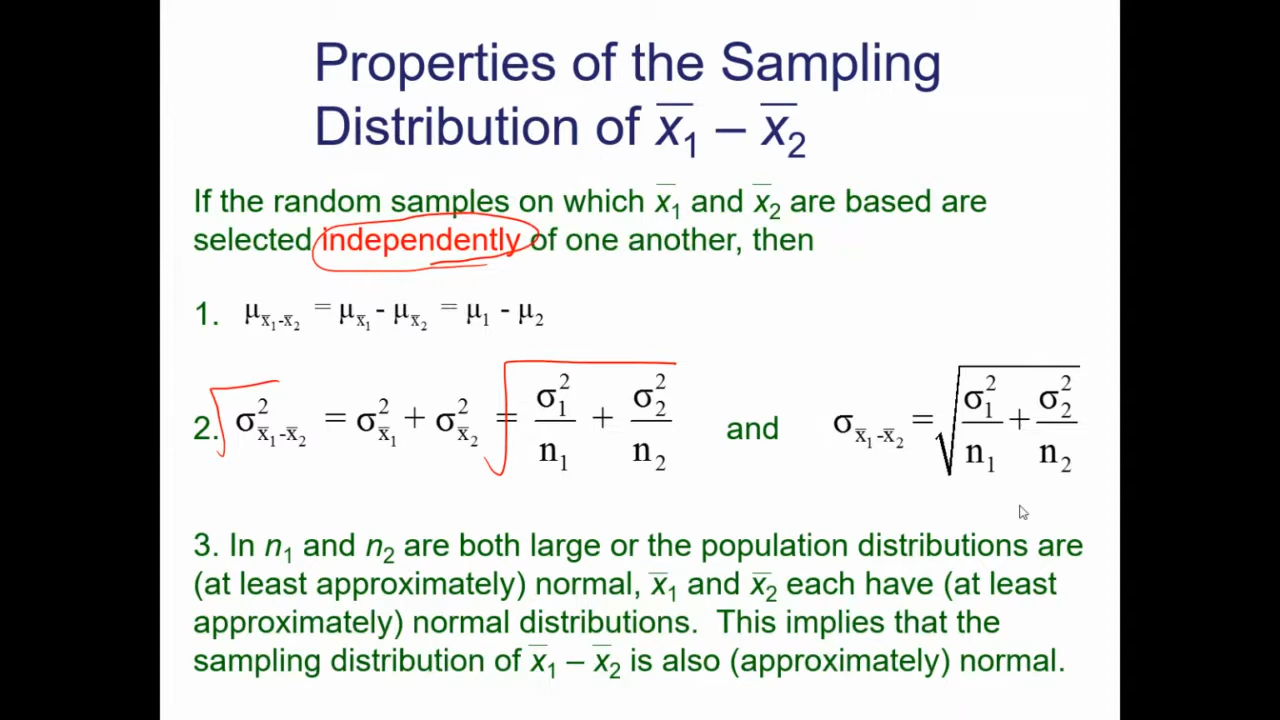 Properties of the Sampling
Distribution of x̅₁ – x̅₂
If the random samples on which x̅₁ and x̅₂ are based are
selected independently of one another, then
1. μ_{x̅₁-x̅₂} = μ_{x̅₁} - μ_{x̅₂} = μ₁ - μ₂
2. σ²_{x̅₁-x̅₂} = σ²_{x̅₁} + σ²_{x̅₂} = σ₁²/n₁ + σ₂²/n₂ and σ_{x̅₁-x̅₂} = √(σ₁²/n₁ + σ₂²/n₂)
3. In n₁ and n₂ are both large or the population distributions are
(at least approximately) normal, x̅₁ and x̅₂ each have (at least
approximately) normal distributions. This implies that the
sampling distribution of x̅₁ – x̅₂ is also (approximately) normal.